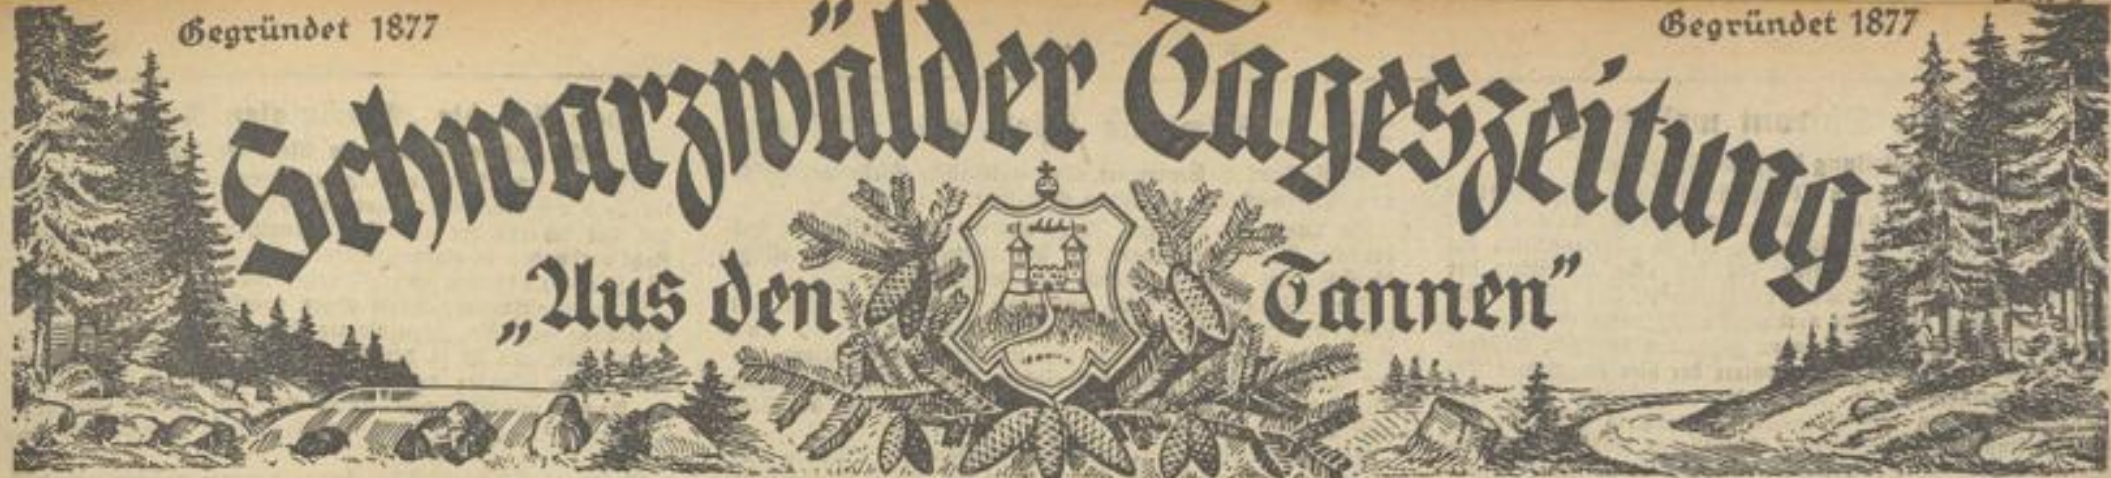 Gegründet 1877 Gegründet 1877
Schwarzwälder Tageszeitung
„Aus den Tannen“